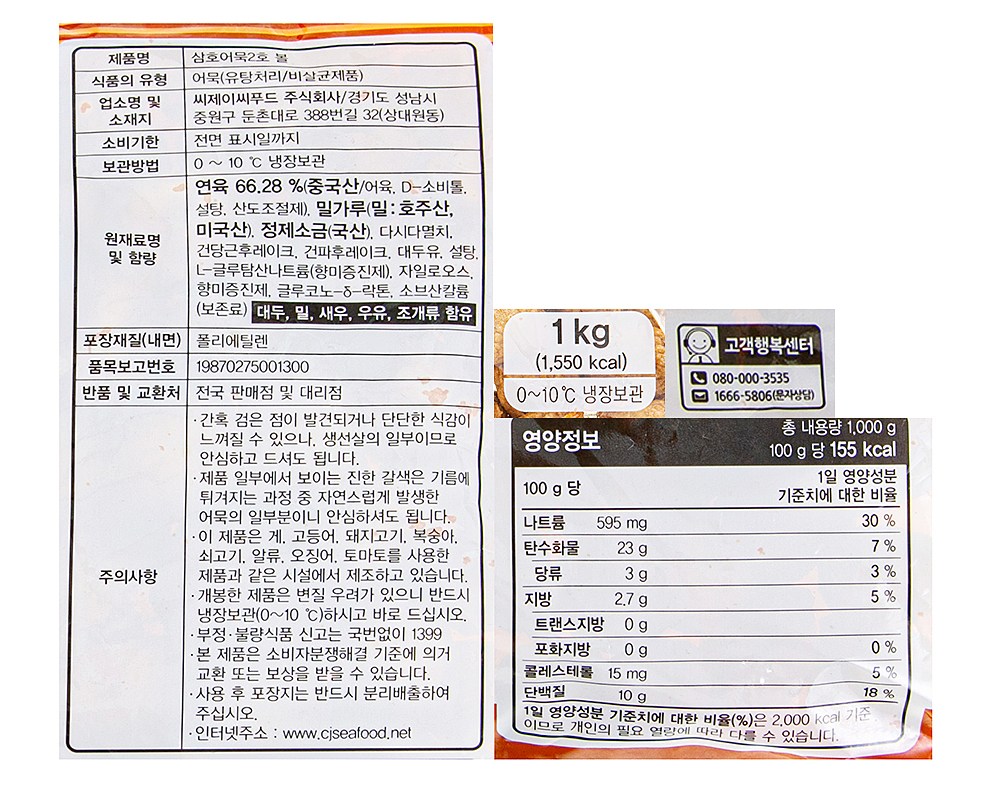 제품명 삼호어묵2호 볼
식품의 유형 어묵(유탕처리/비살균제품)
업소명 및 소재지 씨제이씨푸드 주식회사/경기도 성남시
중원구 둔촌대로 388번길 32(상대원동)
소비기한 전면 표시일까지
보관방법 0 ~ 10 ℃ 냉장보관
원재료명 및 함량 연육 66.28 %(중국산/어육, D-소비톨,
설탕, 산도조절제), 밀가루(밀 : 호주산,
미국산), 정제소금(국산), 다시다멸치,
건당근후레이크, 건파후레이크, 대두유, 설탕,
L-글루탐산나트륨(향미증진제), 자일로오스,
향미증진제, 글루코노-δ-락톤, 소브산칼륨
(보존료) 대두, 밀, 새우, 우유, 조개류 함유
포장재질(내면) 폴리에틸렌
품목보고번호 19870275001300
반품 및 교환처 전국 판매점 및 대리점
주의사항
·간혹 검은 점이 발견되거나 단단한 식감이
느껴질 수 있으나, 생선살의 일부이므로
안심하고 드셔도 됩니다.
·제품 일부에서 보이는 진한 갈색은 기름에
튀겨지는 과정 중 자연스럽게 발생한
어묵의 일부분이니 안심하셔도 됩니다.
·이 제품은 게, 고등어, 돼지고기, 복숭아,
쇠고기, 알류, 오징어, 토마토를 사용한
제품과 같은 시설에서 제조하고 있습니다.
·개봉한 제품은 변질 우려가 있으니 반드시
냉장보관(0~10 ℃)하시고 바로 드십시오.
·부정·불량식품 신고는 국번없이 1399
·본 제품은 소비자분쟁해결 기준에 의거
교환 또는 보상을 받을 수 있습니다.
·사용 후 포장지는 반드시 분리배출하여
주십시오.
·인터넷주소 : www.cjseafood.net
1kg
(1,550 kcal)
0~10℃ 냉장보관
고객행복센터
080-000-3535
1666-5806(문자상담)
영양정보
총 내용량 1,000 g
100 g 당 155 kcal
100 g 당
1일 영양성분
기준치에 대한 비율
나트륨 595 mg 30 %
탄수화물 23 g 7 %
당류 3 g 3 %
지방 2.7 g 5 %
트랜스지방 0 g
포화지방 0 g 0 %
콜레스테롤 15 mg 5 %
단백질 10 g 18 %
1일 영양성분 기준치에 대한 비율(%)은 2,000 kcal 기준
이므로 개인의 필요 열량에 따라 다를 수 있습니다.